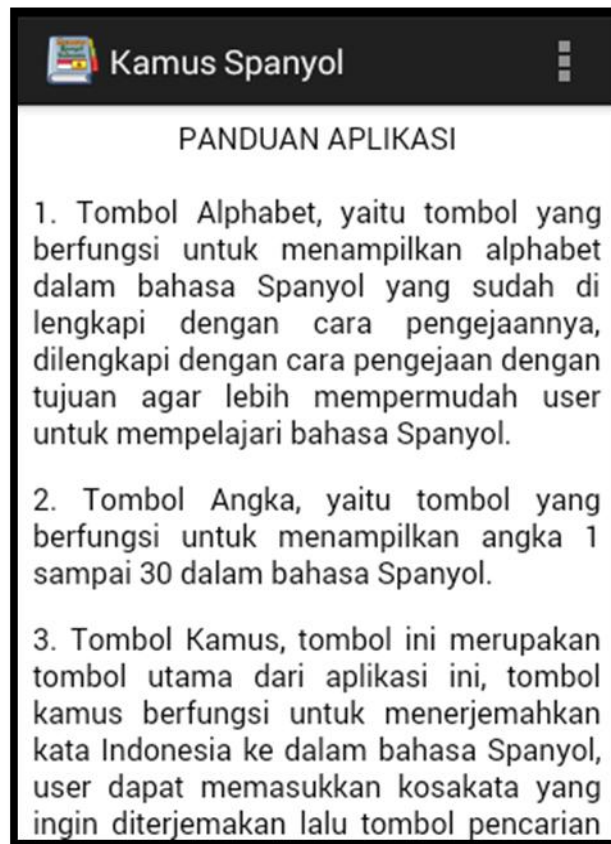 Kamus Spanyol
PANDUAN APLIKASI
1. Tombol Alphabet, yaitu tombol yang
berfungsi untuk menampilkan alphabet
dalam bahasa Spanyol yang sudah di
lengkapi dengan cara pengejaannya,
dilengkapi dengan cara pengejaan dengan
tujuan agar lebih mempermudah user
untuk mempelajari bahasa Spanyol.
2. Tombol Angka, yaitu tombol yang
berfungsi untuk menampilkan angka 1
sampai 30 dalam bahasa Spanyol.
3. Tombol Kamus, tombol ini merupakan
tombol utama dari aplikasi ini, tombol
kamus berfungsi untuk menerjemahkan
kata Indonesia ke dalam bahasa Spanyol,
user dapat memasukkan kosakata yang
ingin diterjemakan lalu tombol pencarian